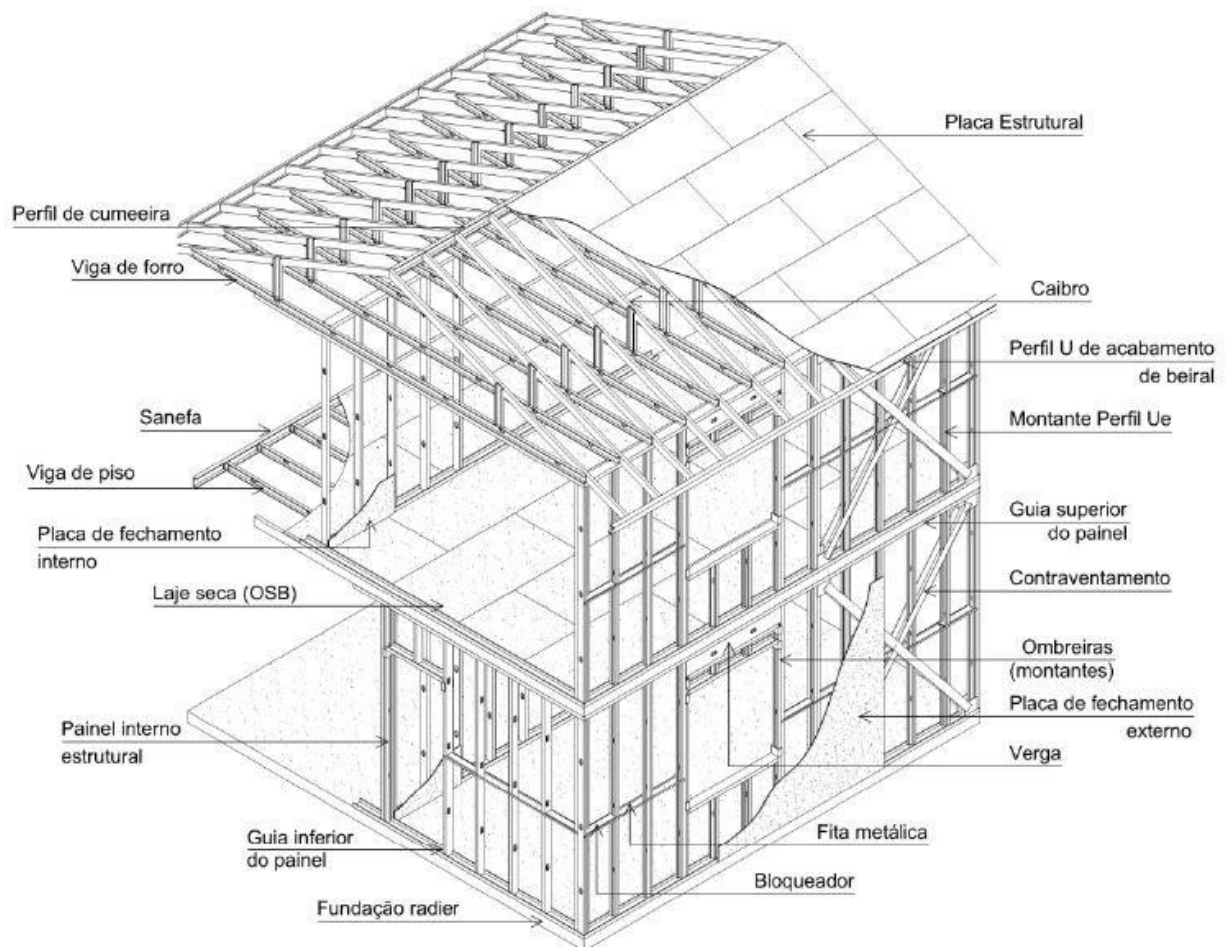 Placa Estrutural
Perfil de cumeeira
Viga de forro
Caibro
Perfil U de acabamento
de beiral
Sanefa
Montante Perfil Ue
Viga de piso
Guia superior
do painel
Placa de fechamento
interno
Contraventamento
Laje seca (OSB)
Ombreiras
(montantes)
Placa de fechamento
externo
Painel interno
estrutural
Verga
Fita metálica
Guia inferior
do painel
Bloqueador
Fundação radier